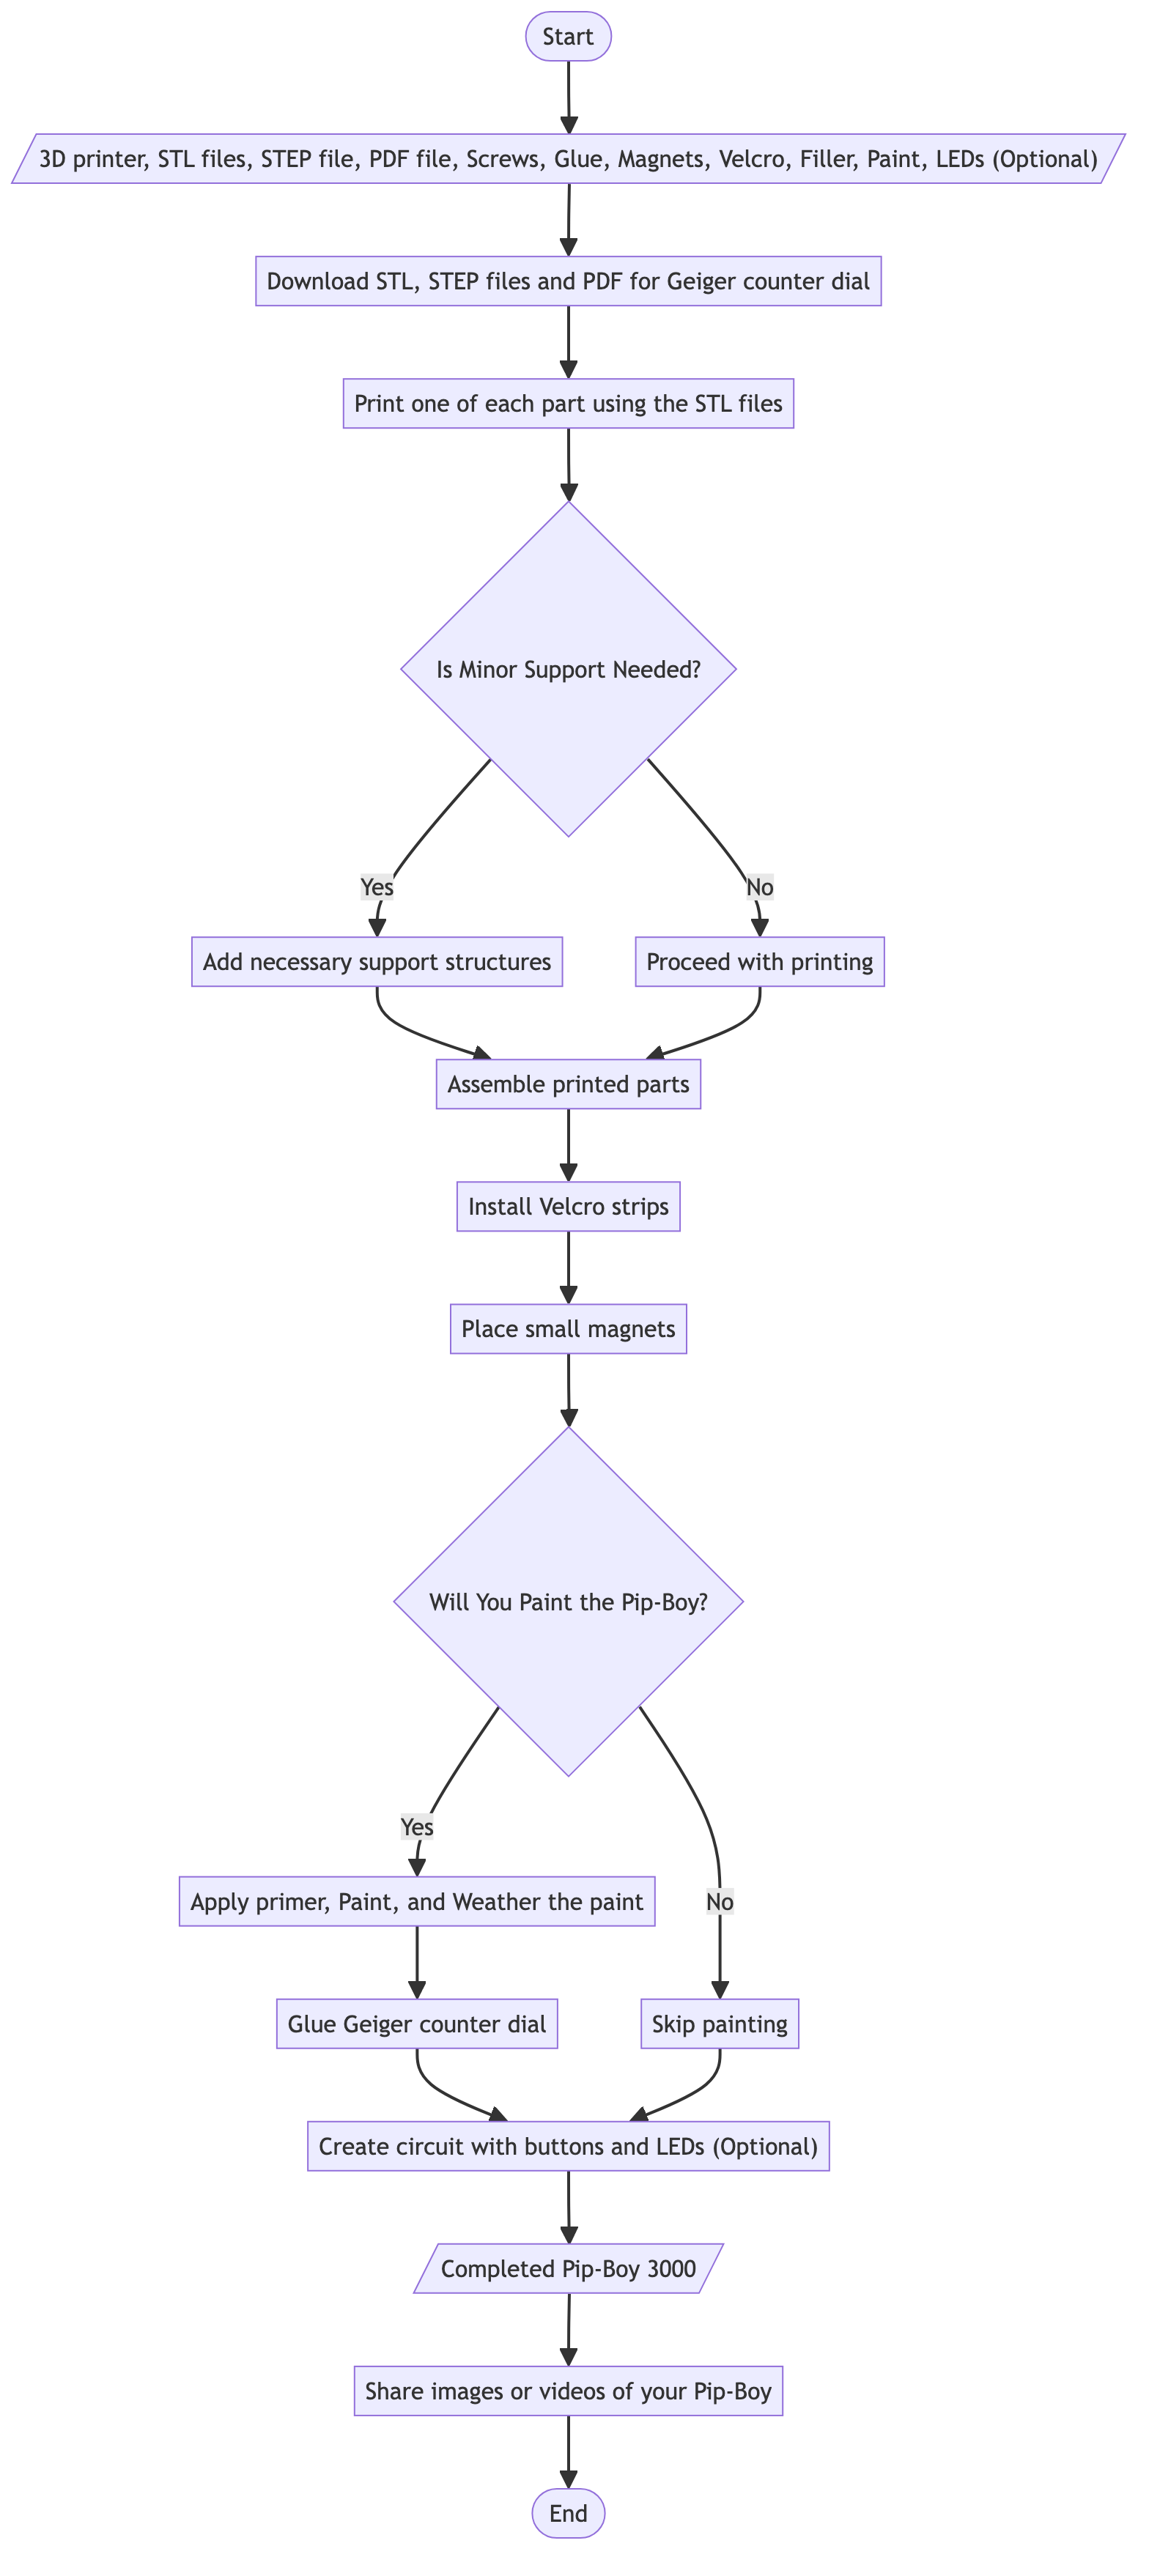 Start
3D printer, STL files, STEP file, PDF file, Screws, Glue, Magnets, Velcro, Filler, Paint, LEDs (Optional)
Download STL, STEP files and PDF for Geiger counter dial
Print one of each part using the STL files
Is Minor Support Needed?
Yes
No
Add necessary support structures
Proceed with printing
Assemble printed parts
Install Velcro strips
Place small magnets
Will You Paint the Pip-Boy?
Yes
Apply primer, Paint, and Weather the paint
No
Glue Geiger counter dial
Skip painting
Create circuit with buttons and LEDs (Optional)
Completed Pip-Boy 3000
Share images or videos of your Pip-Boy
End